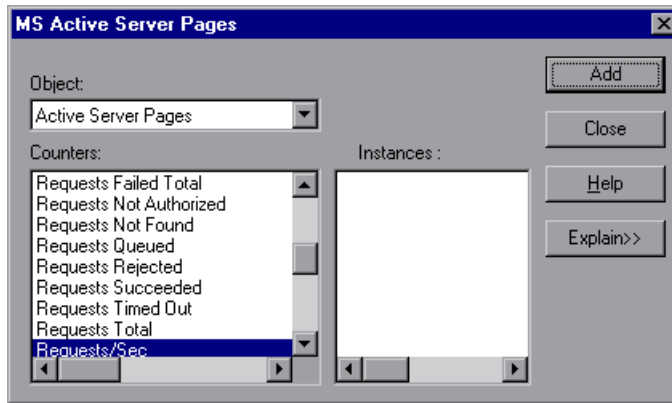 MS Active Server Pages
Object:
Active Server Pages
Counters:
Requests Failed Total
Requests Not Authorized
Requests Not Found
Requests Queued
Requests Rejected
Requests Succeeded
Requests Timed Out
Requests Total
Requests/Sec
Instances :
Add
Close
Help
Explain>>